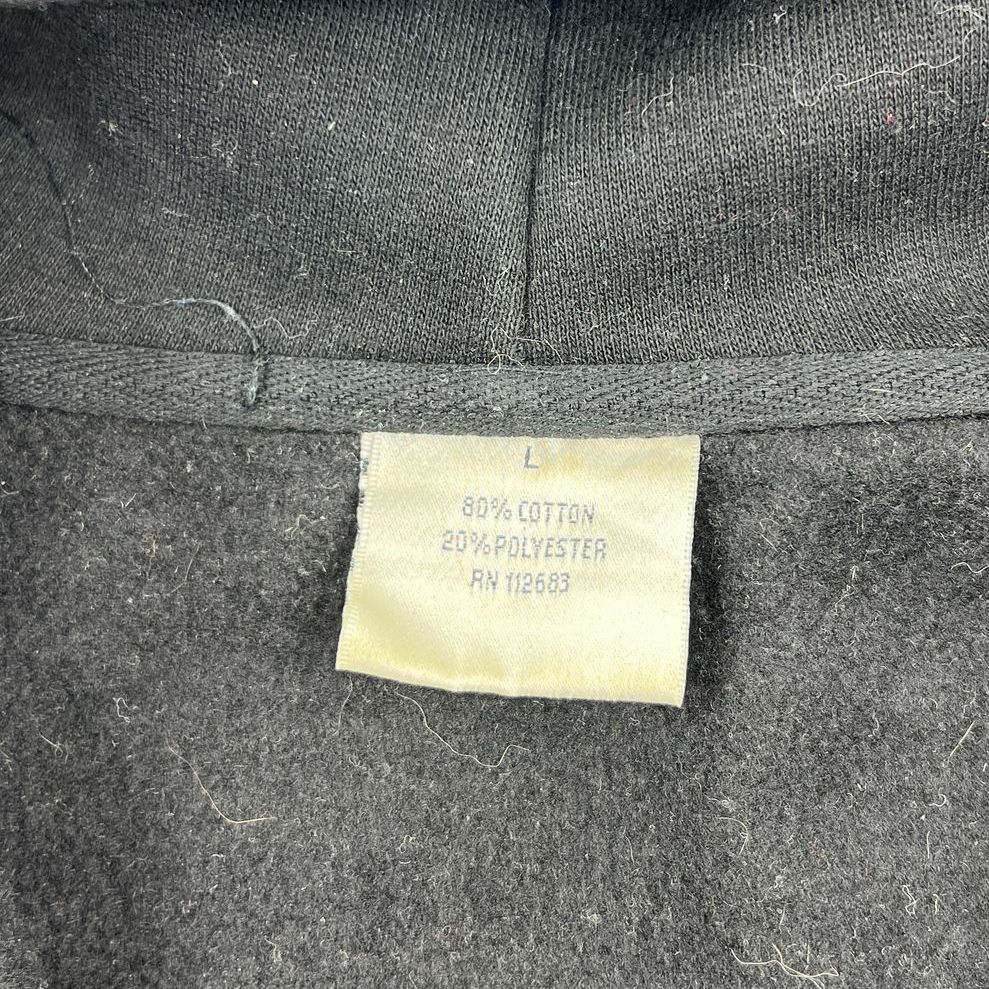 L
80% COTTON
20% POLYESTER
RN 112683